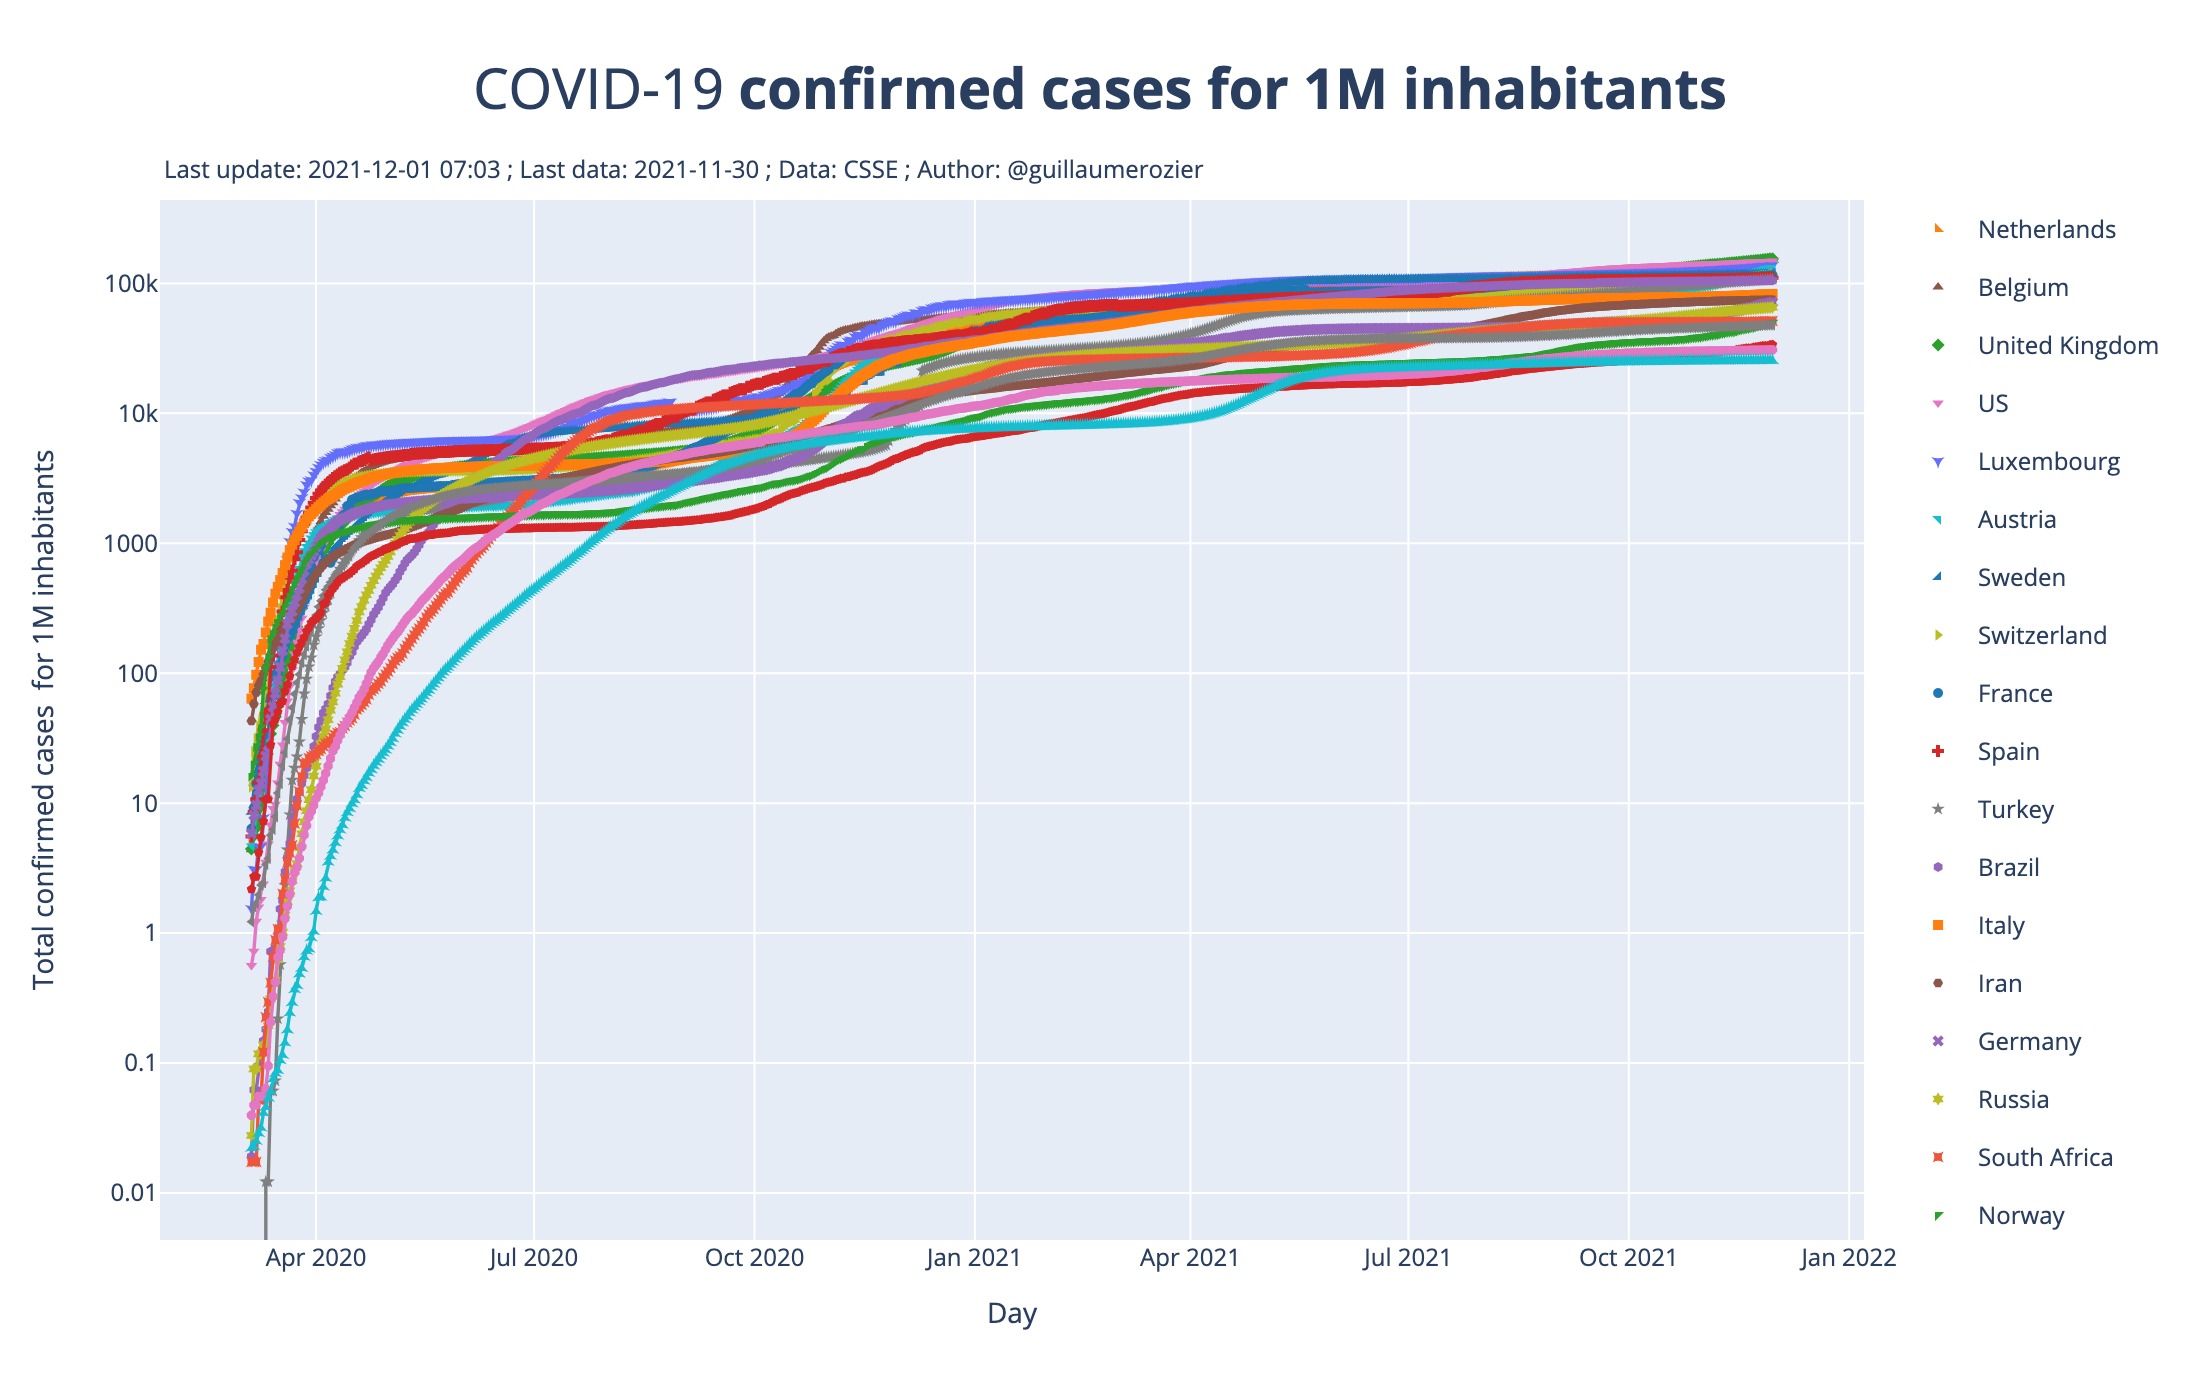 COVID-19 confirmed cases for 1M inhabitants
Last update: 2021-12-01 07:03 ; Last data: 2021-11-30 ; Data: CSSE ; Author: @guillaumerozier
Total confirmed cases for 1M inhabitants
100k
10k
1000
100
10
1
0.1
0.01
Apr 2020
Jul 2020
Oct 2020
Jan 2021
Apr 2021
Jul 2021
Oct 2021
Jan 2022
Day
Netherlands
Belgium
United Kingdom
US
Luxembourg
Austria
Sweden
Switzerland
France
Spain
Turkey
Brazil
Italy
Iran
Germany
Russia
South Africa
Norway